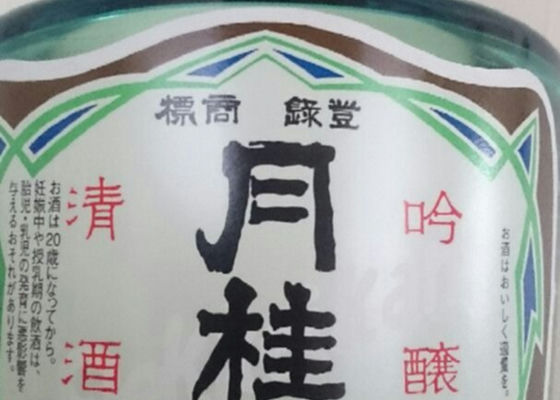 標商 録登
月桂
吟醸
清酒
お酒はおいしく適量を。
お酒は20歳になってから。
妊娠中や授乳期の飲酒は、
胎児・乳児の発育に悪影響を
与えるおそれがあります。